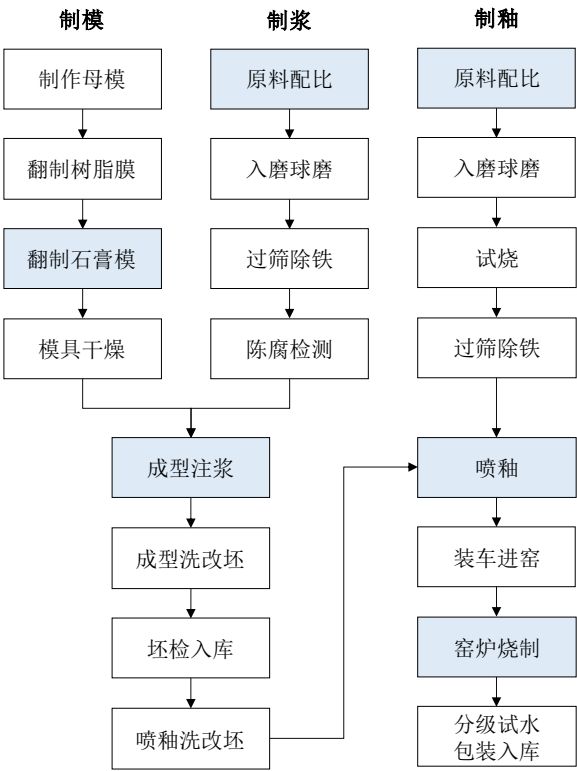 制模
制浆
制釉
制作母模
原料配比
原料配比
翻制树脂膜
入磨球磨
入磨球磨
翻制石膏模
过筛除铁
试烧
模具干燥
陈腐检测
过筛除铁
成型注浆
喷釉
成型洗改坯
装车进窑
坯检入库
窑炉烧制
喷釉洗改坯
分级试水
包装入库